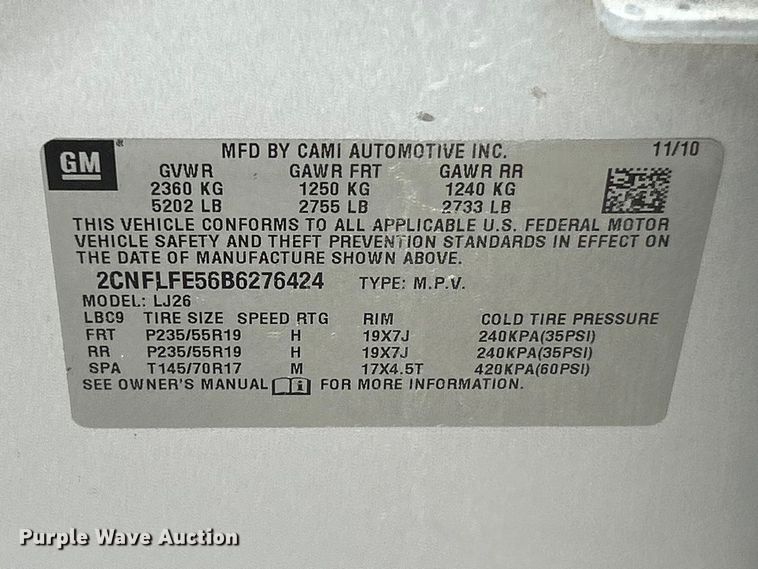 GM ® MFD BY CAMI AUTOMOTIVE INC. 11/10
GVWR GAWR FRT GAWR RR
2360 KG 1250 KG 1240 KG
5202 LB 2755 LB 2733 LB
THIS VEHICLE CONFORMS TO ALL APPLICABLE U.S. FEDERAL MOTOR
VEHICLE SAFETY AND THEFT PREVENTION STANDARDS IN EFFECT ON
THE DATE OF MANUFACTURE SHOWN ABOVE.
2CNFLFE56B6276424 TYPE: M.P.V.
MODEL: LJ26
LBC9 TIRE SIZE SPEED RTG RIM COLD TIRE PRESSURE
FRT P235/55R19 H 19X7J 240KPA(35PSI)
RR P235/55R19 H 19X7J 240KPA(35PSI)
SPA T145/70R17 M 17X4.5T 420KPA(60PSI)
SEE OWNER'S MANUAL i FOR MORE INFORMATION.
Purple Wave Auction